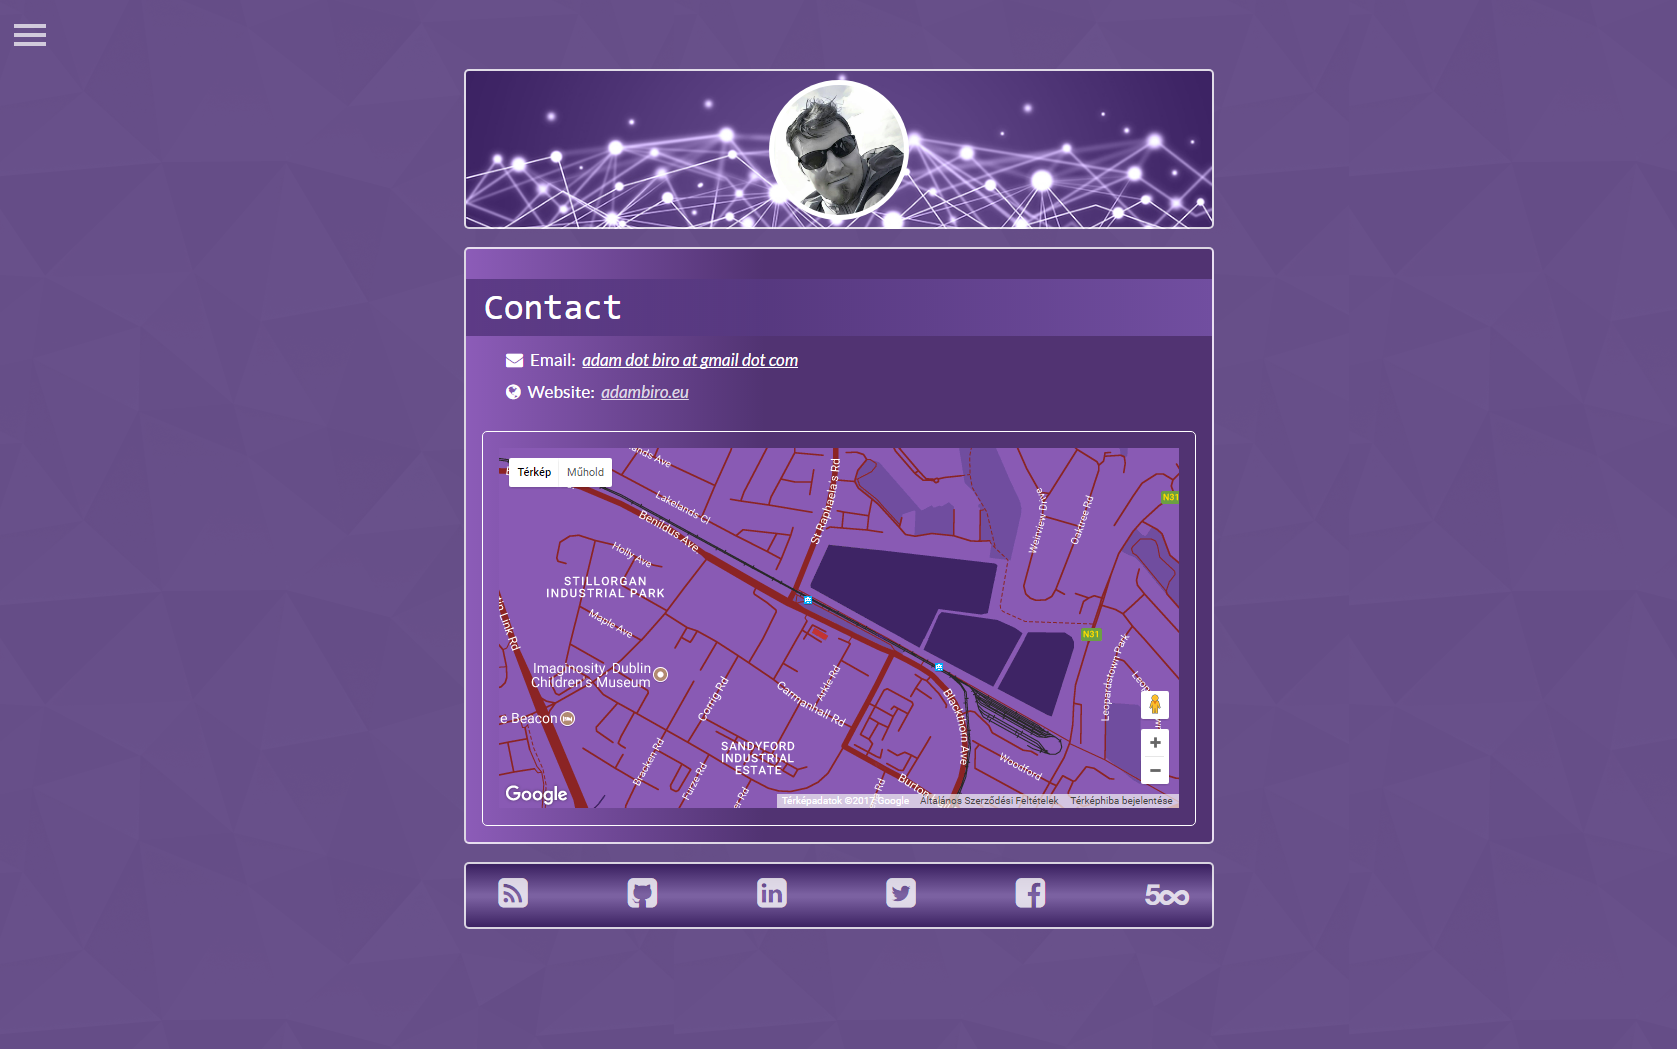 Contact
Email: adam dot biro at gmail dot com
Website: adambiro.eu
Térkép Műhold
Lakelands Cl
Benildus Ave
St Raphaela's Rd
Weirview Drive
Oaktree Rd
N31
Holly Ave
STILLORGAN
INDUSTRIAL PARK
Maple Ave
N31
Link Rd
Imaginosity, Dublin
Children's Museum
Leopardstown Park
Arkle Rd
Corrig Rd
Carmanhall Rd
Blackthorn Ave
e Beacon
SANDYFORD
INDUSTRIAL
ESTATE
Bracken Rd
Furze Rd
Woodford
Burton
Google
Térképadatok ©2017 Google Általános Szerződési Feltételek Térképhiba bejelentése
500